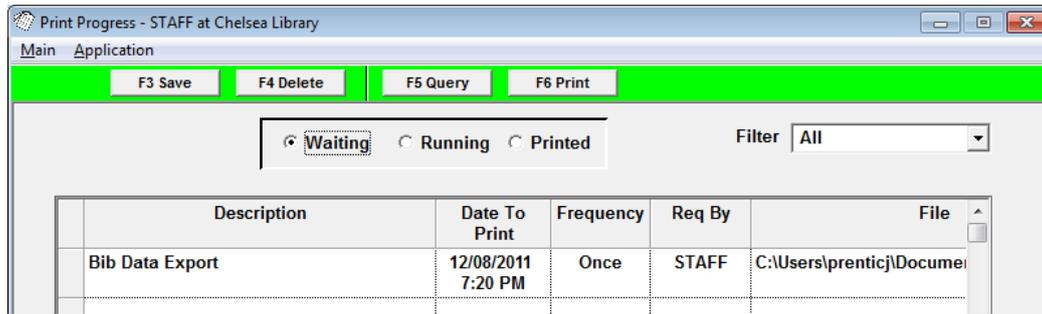 Print Progress - STAFF at Chelsea Library
Main Application
F3 Save F4 Delete F5 Query F6 Print
Waiting Running Printed Filter All
Description Date To Print Frequency Req By File
Bib Data Export 12/08/2011 Once STAFF C:\Users\prenticj\Documei
7:20 PM